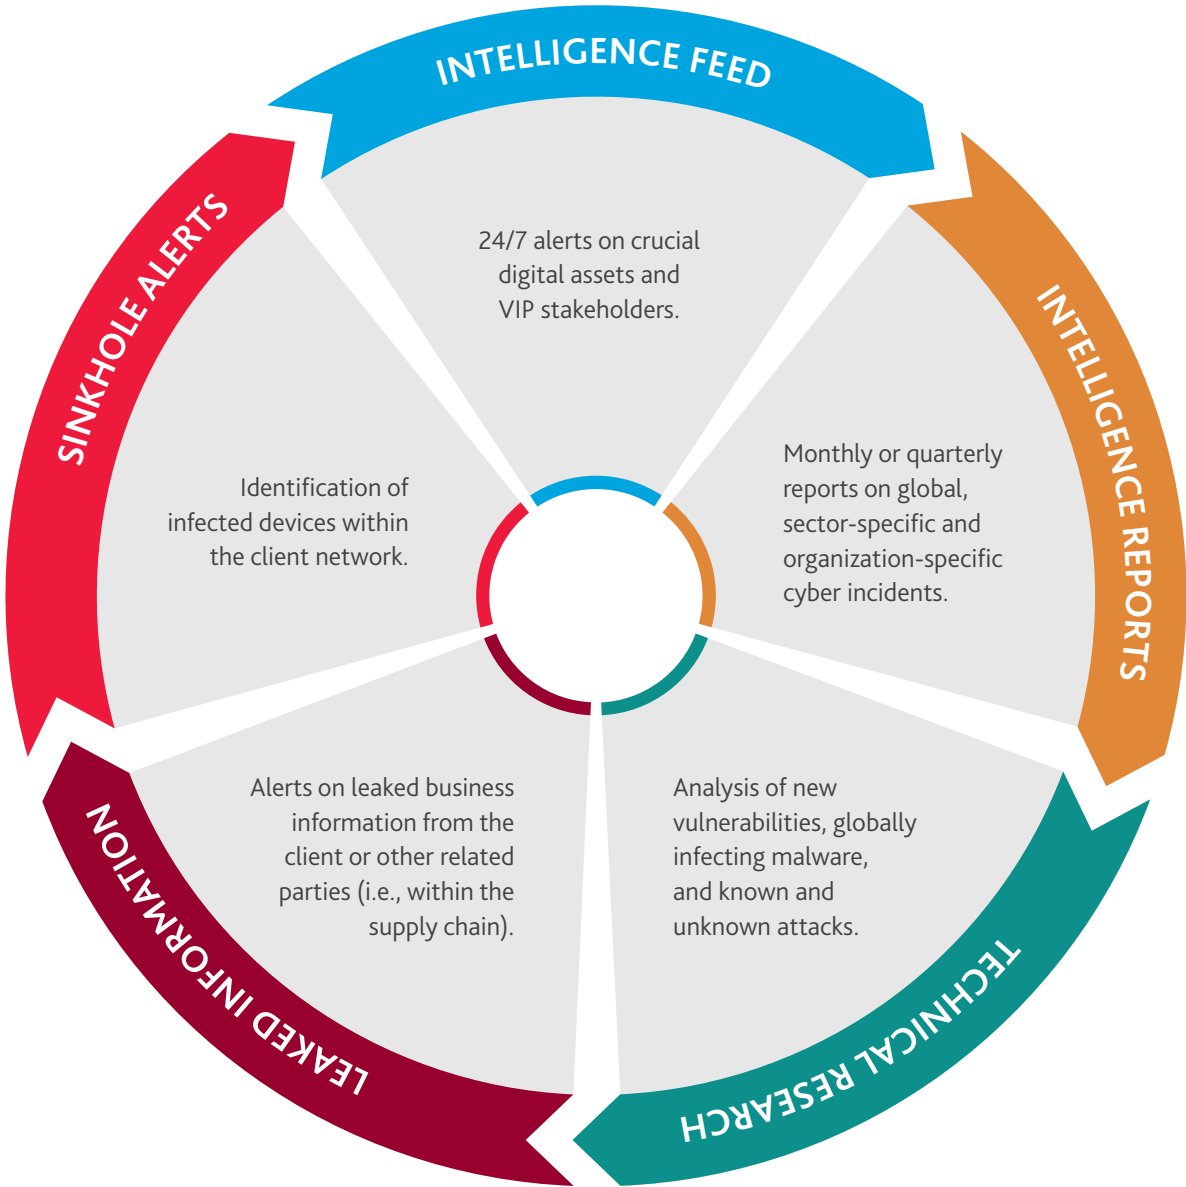 INTELLIGENCE FEED
24/7 alerts on crucial
digital assets and
VIP stakeholders.
INTELLIGENCE REPORTS
Monthly or quarterly
reports on global,
sector-specific and
organization-specific
cyber incidents.
TECHNICAL RESEARCH
Analysis of new
vulnerabilities, globally
infecting malware,
and known and
unknown attacks.
LEAKED INFORMATION
Alerts on leaked business
information from the
client or other related
parties (i.e., within the
supply chain).
SINKHOLE ALERTS
Identification of
infected devices within
the client network.